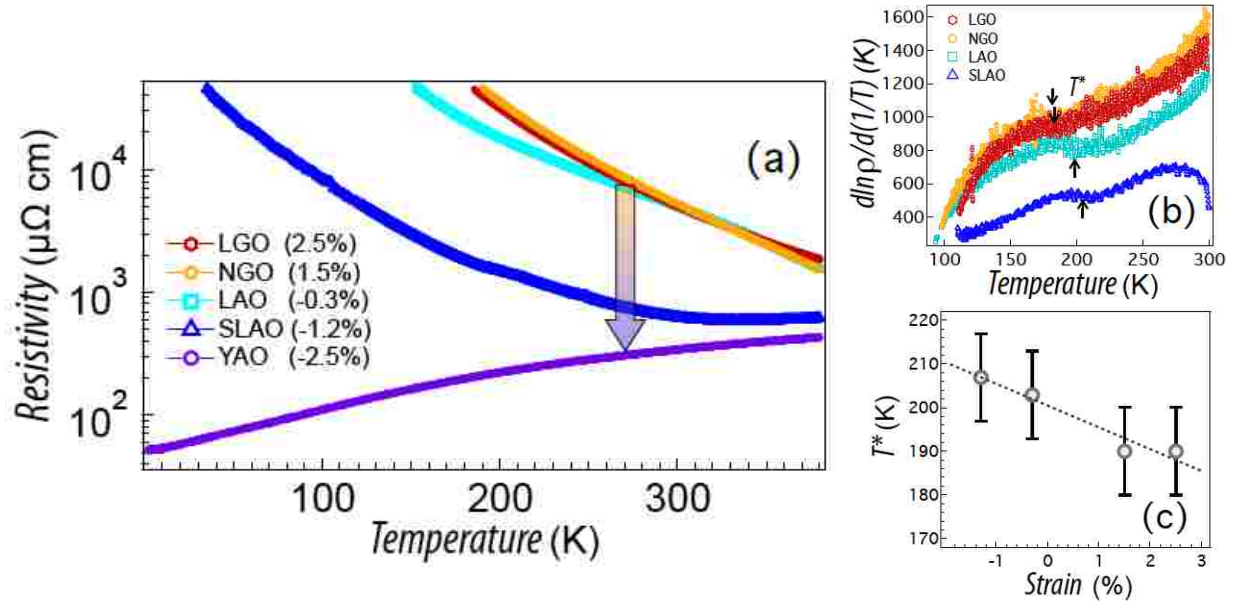 Resistivity (μΩ cm)
10^4
10^3
10^2
(a)
LGO (2.5%)
NGO (1.5%)
LAO (-0.3%)
SLAO (-1.2%)
YAO (-2.5%)
100
200
300
Temperature (K)
dlnρ/d(1/T) (K)
1600
1400
1200
1000
800
600
400
LGO
NGO
LAO
SLAO
T*
(b)
100
150
200
250
300
Temperature (K)
T* (K)
220
210
200
190
180
170
(c)
-1
0
1
2
3
Strain (%)